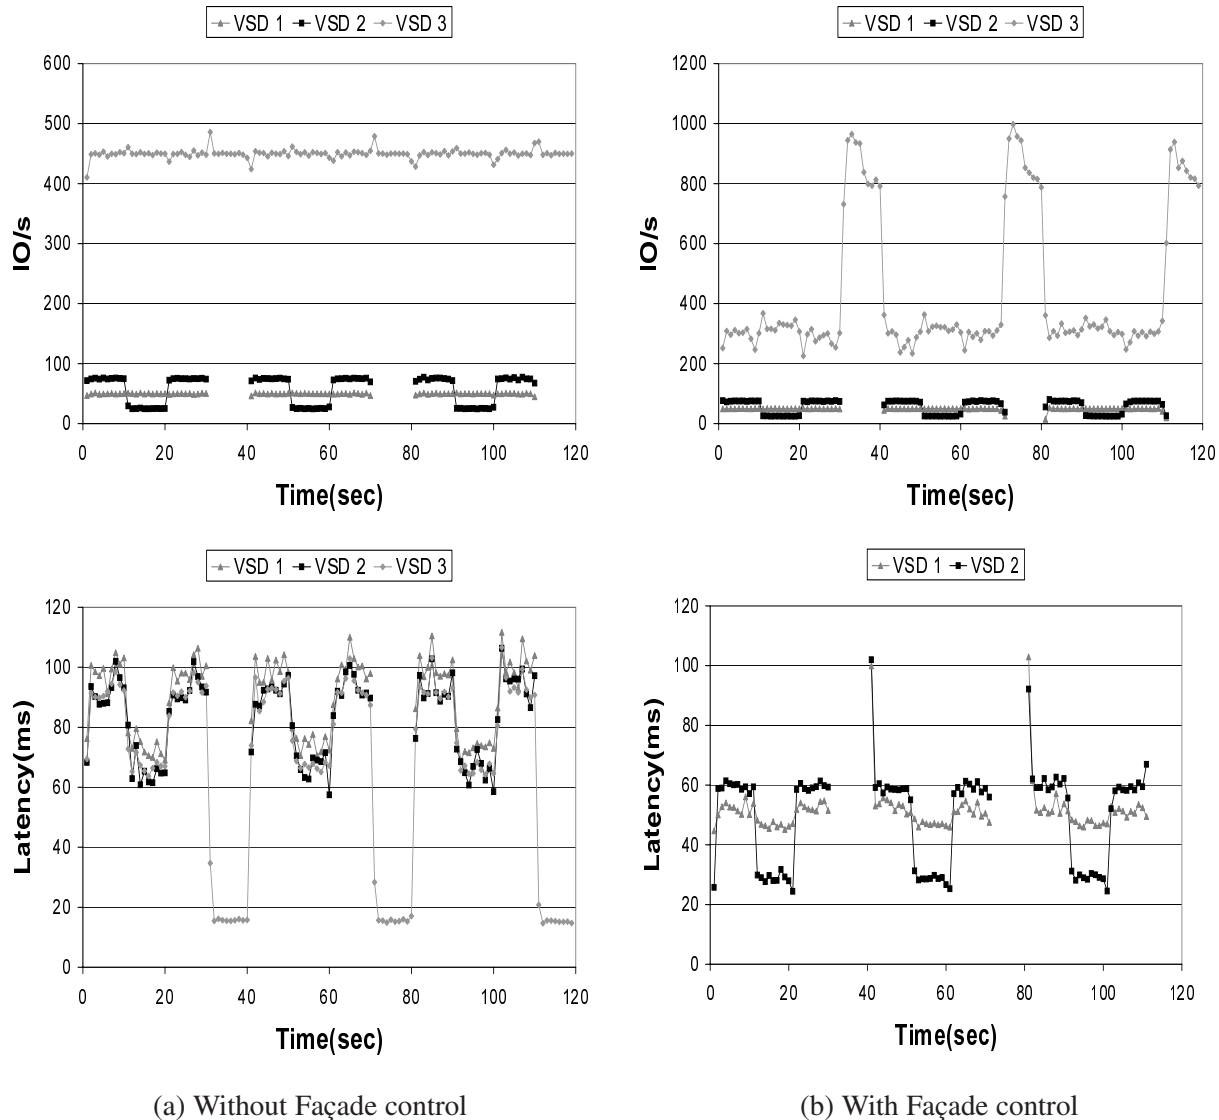 VSD 1 VSD 2 VSD 3
600
500
400
300
200
100
0
IO/s
0 20 40 60 80 100 120
Time(sec)
VSD 1 VSD 2 VSD 3
1200
1000
800
600
400
200
0
IO/s
0 20 40 60 80 100 120
Time(sec)
VSD 1 VSD 2 VSD 3
120
100
80
60
40
20
0
Latency(ms)
0 20 40 60 80 100 120
Time(sec)
VSD 1 VSD 2
120
100
80
60
40
20
0
Latency(ms)
0 20 40 60 80 100 120
Time(sec)
(a) Without Façade control
(b) With Façade control